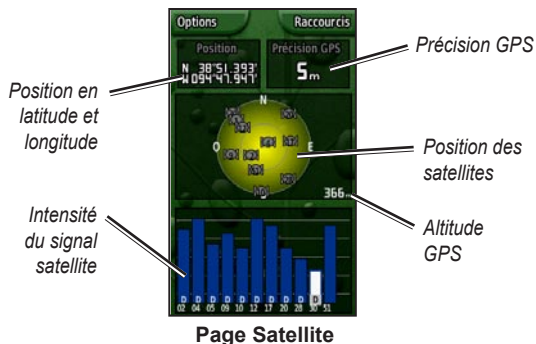 Options Raccourcis
Position Précision GPS
N 38°51.393'
W 094°47.947'
5m
Précision GPS
Position en
latitude et
longitude
N
O E
Position des
satellites
366m
Intensité
du signal
satellite
Altitude
GPS
D D D D D D D D D D
02 04 05 09 10 12 17 20 28 30 51
Page Satellite